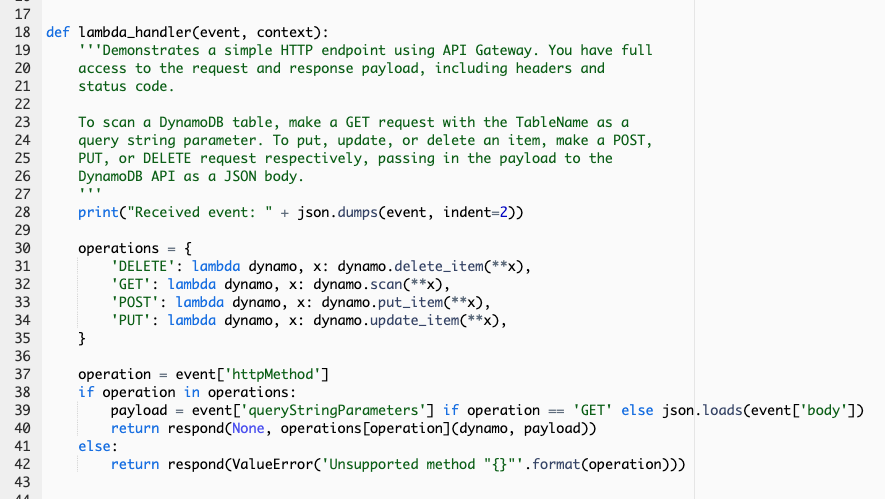 17
18 def lambda_handler(event, context):
19     '''Demonstrates a simple HTTP endpoint using API Gateway. You have full
20     access to the request and response payload, including headers and
21     status code.
22
23     To scan a DynamoDB table, make a GET request with the TableName as a
24     query string parameter. To put, update, or delete an item, make a POST,
25     PUT, or DELETE request respectively, passing in the payload to the
26     DynamoDB API as a JSON body.
27     '''
28     print("Received event: " + json.dumps(event, indent=2))
29
30     operations = {
31         'DELETE': lambda dynamo, x: dynamo.delete_item(**x),
32         'GET': lambda dynamo, x: dynamo.scan(**x),
33         'POST': lambda dynamo, x: dynamo.put_item(**x),
34         'PUT': lambda dynamo, x: dynamo.update_item(**x),
35     }
36
37     operation = event['httpMethod']
38     if operation in operations:
39         payload = event['queryStringParameters'] if operation == 'GET' else json.loads(event['body'])
40         return respond(None, operations[operation](dynamo, payload))
41     else:
42         return respond(ValueError('Unsupported method "{}"'.format(operation)))
43